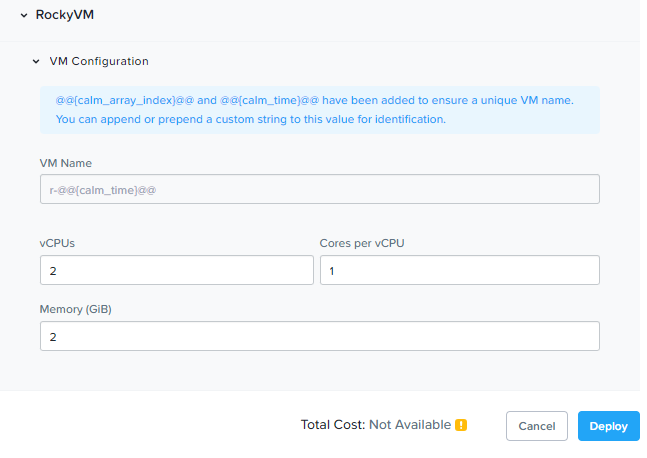 RockyVM
VM Configuration
@@{calm_array_index}@@ and @@{calm_time}@@ have been added to ensure a unique VM name.
You can append or prepend a custom string to this value for identification.
VM Name
r-@@{calm_time}@@
vCPUs
Cores per vCPU
2
1
Memory (GiB)
2
Total Cost: Not Available !
Cancel
Deploy